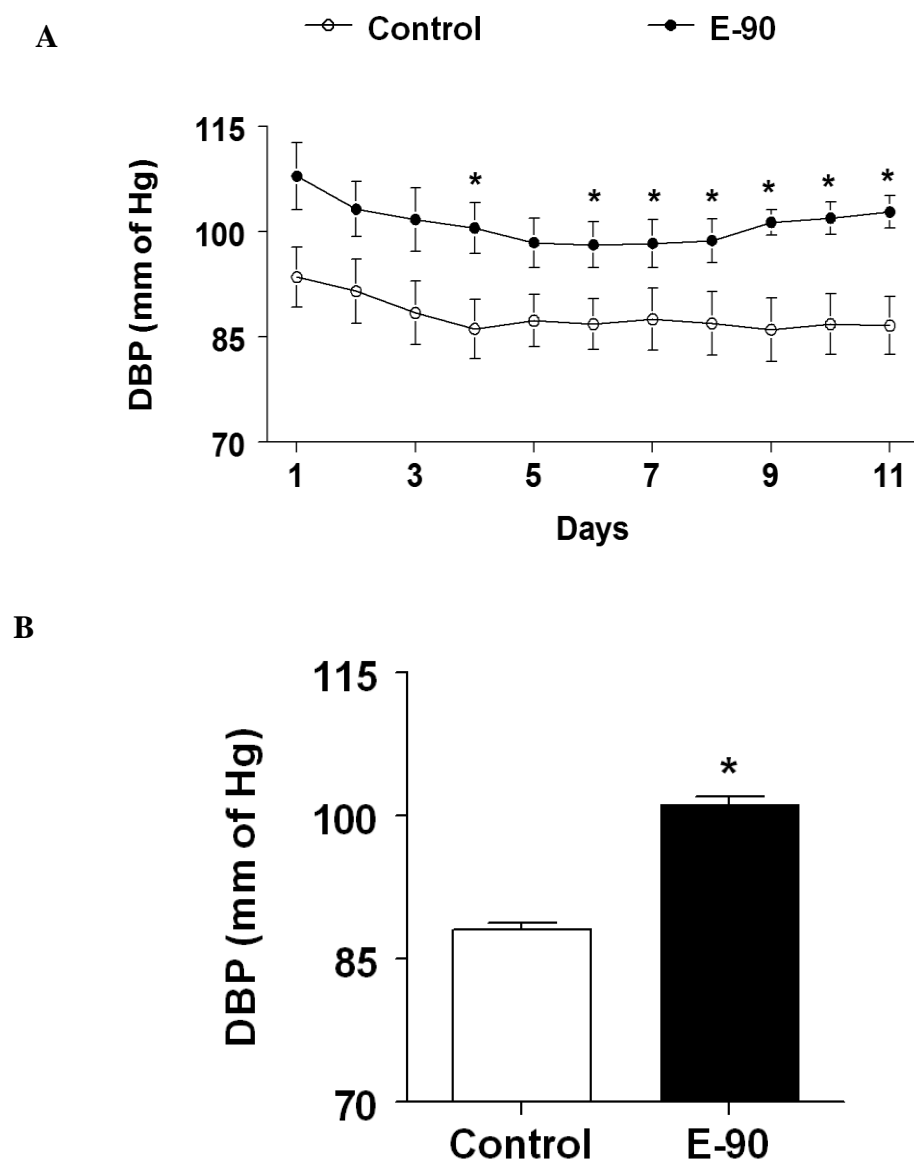 A
Control E-90
115
100
85
70
DBP (mm of Hg)
* * * * * * *
1 3 5 7 9 11
Days
B
115
100
85
70
DBP (mm of Hg)
*
Control E-90